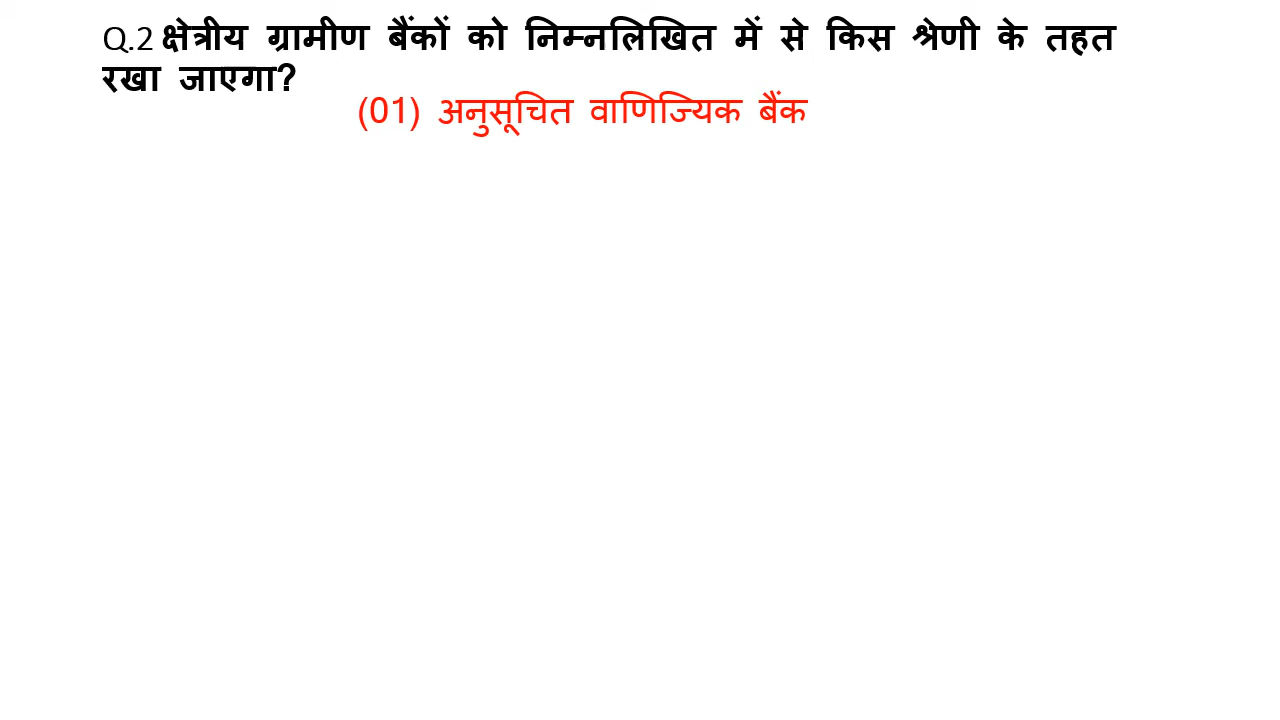 Q.2 क्षेत्रीय ग्रामीण बैंकों को निम्नलिखित में से किस श्रेणी के तहत
रखा जाएगा?
(01) अनुसूचित वाणिज्यिक बैंक